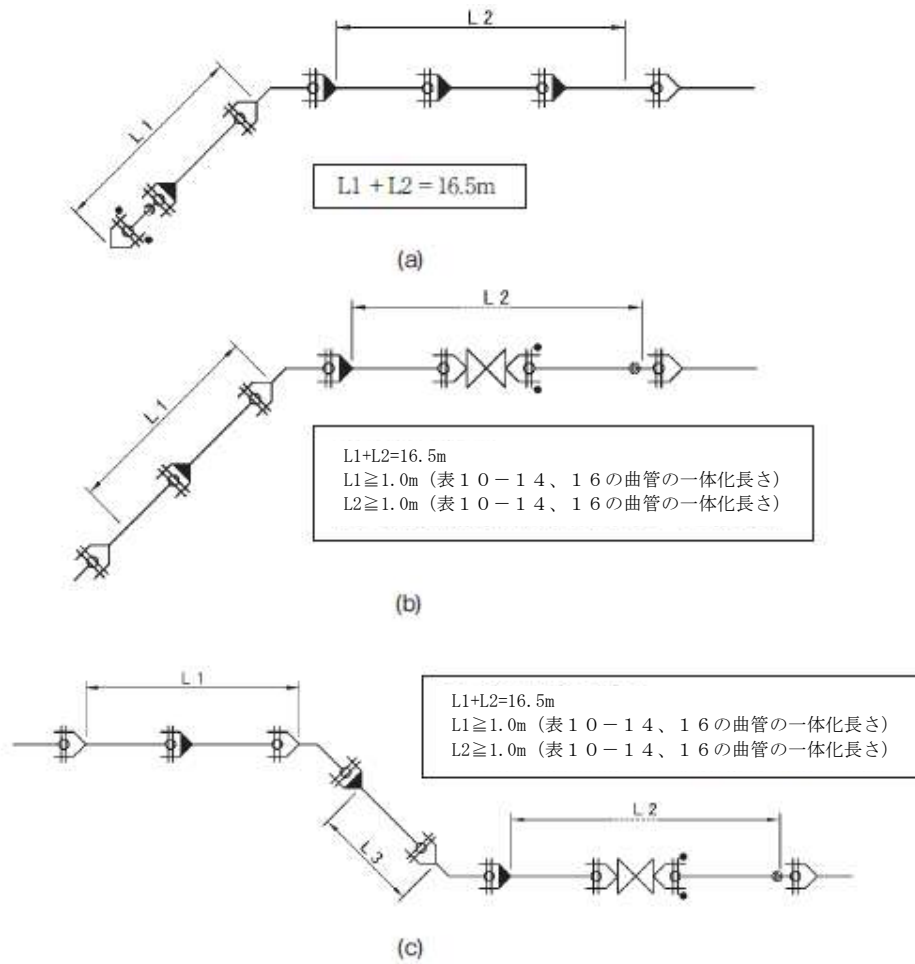 L2
L1
L1 +L2 = 16.5m
(a)
L2
L1
L1+L2=16.5m
L1≧1.0m (表10-14、16の曲管の一体化長さ)
L2≧1.0m (表10-14、16の曲管の一体化長さ)
(b)
L1
L1+L2=16.5m
L1≧1.0m (表10-14、16の曲管の一体化長さ)
L2≧1.0m (表10-14、16の曲管の一体化長さ)
L2
L3
(c)